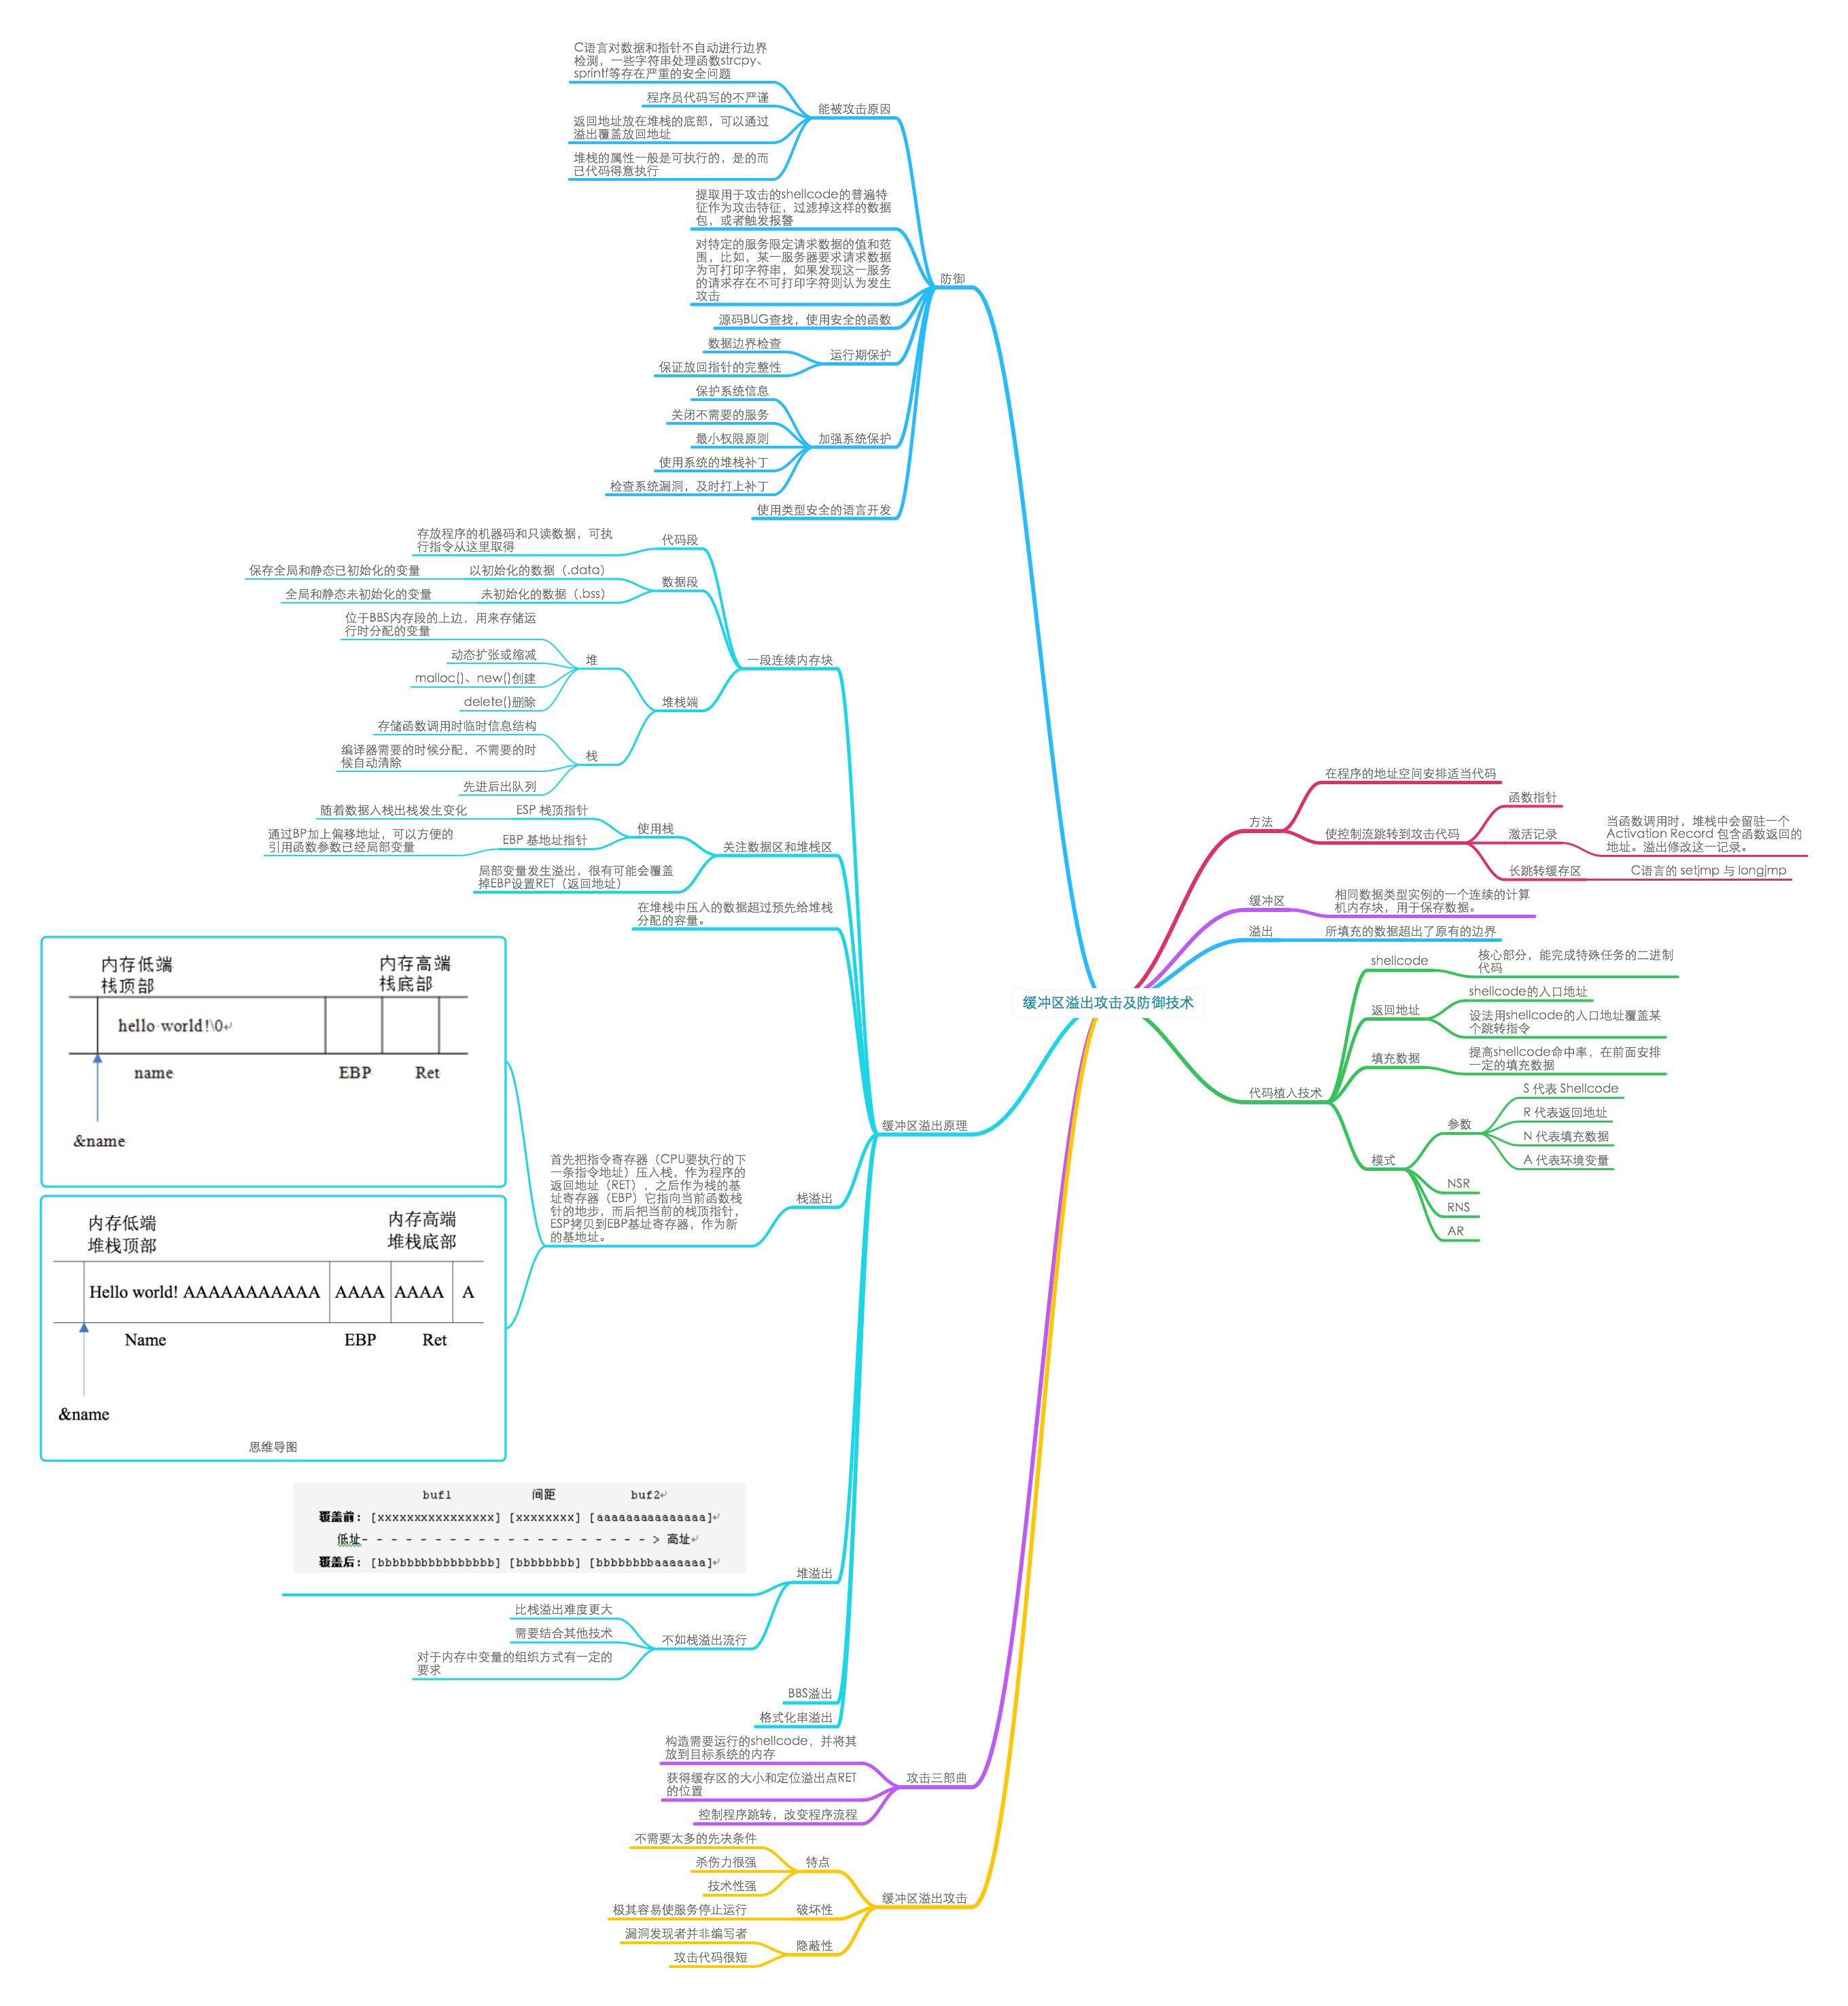 缓冲区溢出攻击及防御技术
方法
在程序的地址空间安排适当代码
使控制流跳转到攻击代码
函数指针
激活记录
当函数调用时，堆栈中会留驻一个
Activation Record 包含函数返回的
地址。溢出修改这一记录。
长跳转缓存区
C语言的 setjmp 与 longjmp
缓冲区
相同数据类型实例的一个连续的计算
机内存块，用于保存数据。
溢出
所填充的数据超出了原有的边界
代码植入技术
shellcode
核心部分，能完成特殊任务的二进制
代码
返回地址
shellcode的入口地址
设法用shellcode的入口地址覆盖某
个跳转指令
填充数据
提高shellcode命中率，在前面安排
一定的填充数据
模式
参数
S 代表 Shellcode
R 代表返回地址
N 代表填充数据
A 代表环境变量
NSR
RNS
AR
防御
能被攻击原因
C语言对数据和指针不自动进行边界
检测，一些字符串处理函数strcpy、
sprintf等存在严重的安全问题
程序员代码写的不严谨
返回地址放在堆栈的底部，可以通过
溢出覆盖放回地址
堆栈的属性一般是可执行的，是的而
已代码得意执行
提取用于攻击的shellcode的普遍特
征作为攻击特征，过滤掉这样的数据
包，或者触发报警
对特定的服务限定请求数据的值和范
围，比如，某一服务器要求请求数据
为可打印字符串，如果发现这一服务
的请求存在不可打印字符则认为发生
攻击
源码BUG查找，使用安全的函数
运行期保护
数据边界检查
保证放回指针的完整性
加强系统保护
保护系统信息
关闭不需要的服务
最小权限原则
使用系统的堆栈补丁
检查系统漏洞，及时打上补丁
使用类型安全的语言开发
缓冲区溢出原理
一段连续内存块
代码段
存放程序的机器码和只读数据，可执
行指令从这里取得
数据段
以初始化的数据（.data）
保存全局和静态已初始化的变量
未初始化的数据（.bss）
全局和静态未初始化的变量
堆栈端
堆
位于BBS内存段的上边，用来存储运
行时分配的变量
动态扩张或缩减
malloc()、new()创建
delete()删除
栈
存储函数调用时临时信息结构
编译器需要的时候分配，不需要的时
候自动清除
先进后出队列
关注数据区和堆栈区
使用栈
ESP 栈顶指针
随着数据入栈出栈发生变化
EBP 基地址指针
通过BP加上偏移地址，可以方便的
引用函数参数已经局部变量
局部变量发生溢出，很有可能会覆盖
掉EBP设置RET（返回地址）
在堆栈中压入的数据超过预先给堆栈
分配的容量。
栈溢出
首先把指令寄存器（CPU要执行的下
一条指令地址）压入栈，作为程序的
返回地址（RET），之后作为栈的基
址寄存器（EBP）它指向当前函数栈
针的地步，而后把当前的栈顶指针，
ESP拷贝到EBP基址寄存器，作为新
的基地址。
内存低端 内存高端
栈顶部 栈底部
hello world!\0↵
name EBP Ret
&name
内存低端 内存高端
堆栈顶部 堆栈底部
Hello world! AAAAAAAAAAA AAAA AAAA A
Name EBP Ret
&name
思维导图
堆溢出
buf1 间距 buf2↵
覆盖前：[xxxxxxxxxxxxxxxx] [xxxxxxxx] [aaaaaaaaaaaaaaa]↵
低址- - - - - - - - - - - - - - - - - - - - > 高址↵
覆盖后：[bbbbbbbbbbbbbbbb] [bbbbbbbb] [bbbbbbbbaaaaaaa]↵
不如栈溢出流行
比栈溢出难度更大
需要结合其他技术
对于内存中变量的组织方式有一定的
要求
BBS溢出
格式化串溢出
攻击三部曲
构造需要运行的shellcode，并将其
放到目标系统的内存
获得缓存区的大小和定位溢出点RET
的位置
控制程序跳转，改变程序流程
缓冲区溢出攻击
特点
不需要太多的先决条件
杀伤力很强
技术性强
破坏性
极其容易使服务停止运行
隐蔽性
漏洞发现者并非编写者
攻击代码很短